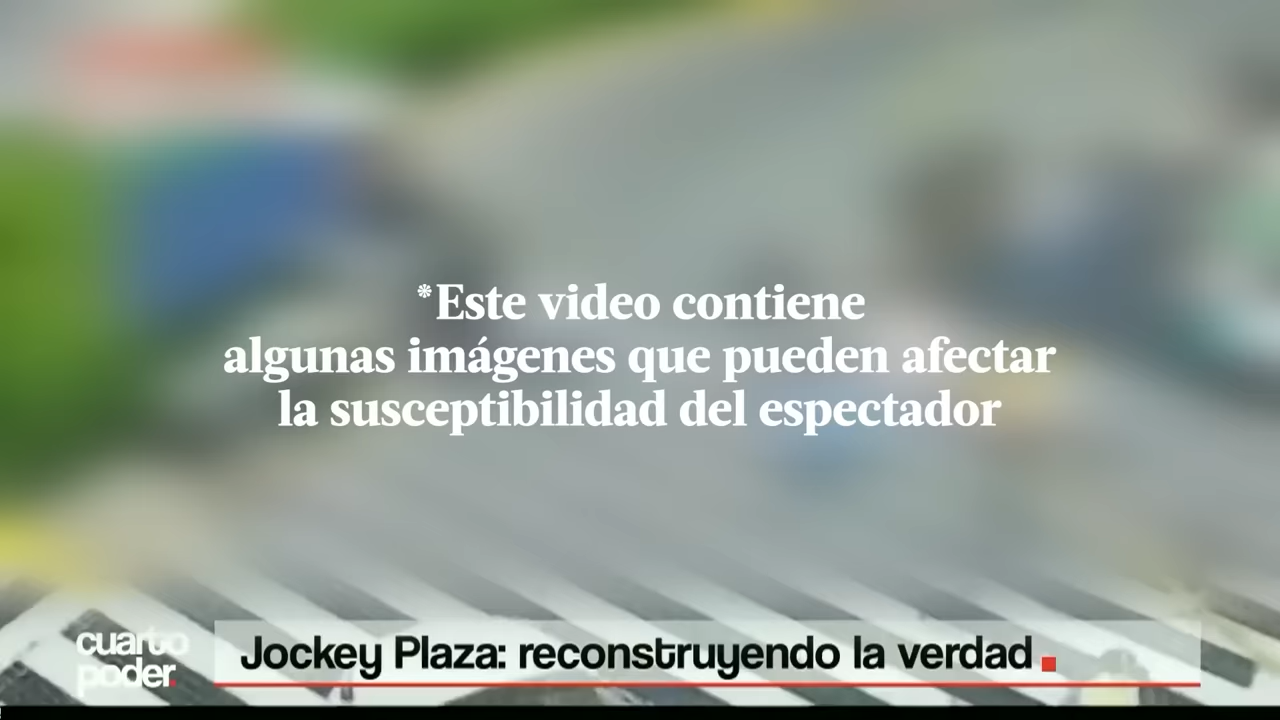 *Este video contiene
algunas imágenes que pueden afectar
la susceptibilidad del espectador
cuarto
poder.
Jockey Plaza: reconstruyendo la verdad